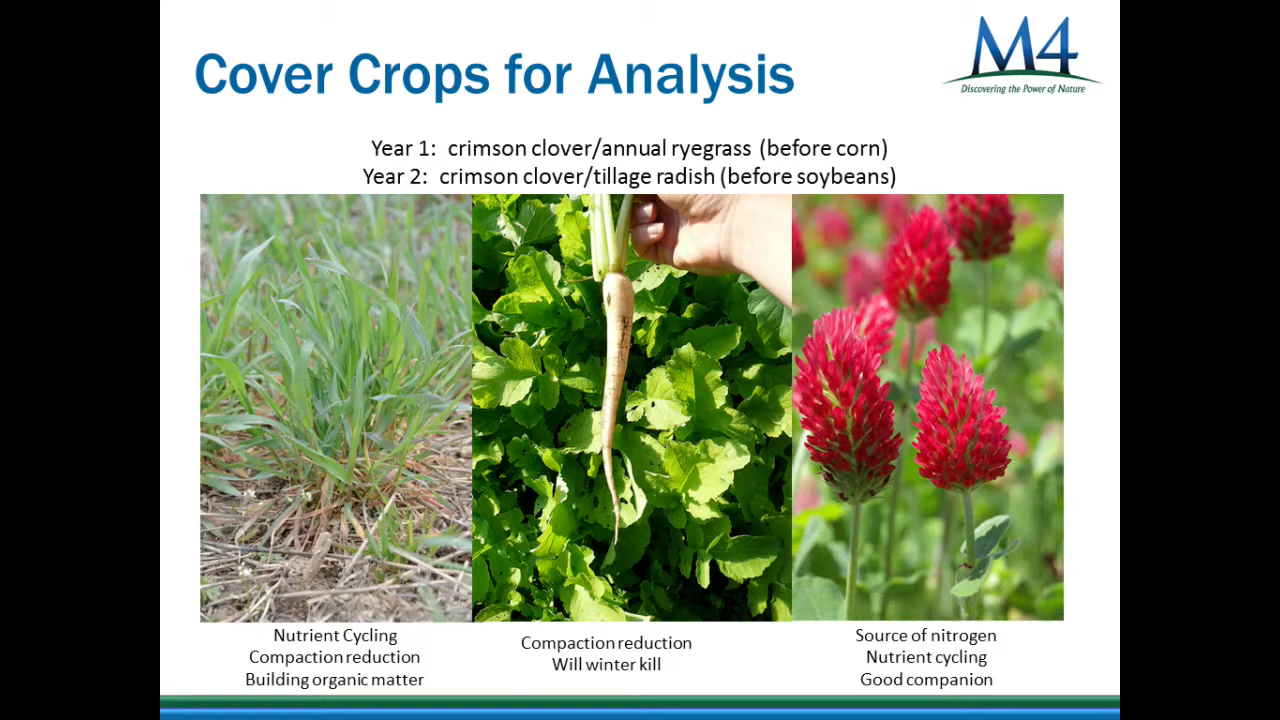 Cover Crops for Analysis
M4
Discovering the Power of Nature
Year 1: crimson clover/annual ryegrass (before corn)
Year 2: crimson clover/tillage radish (before soybeans)
Nutrient Cycling
Compaction reduction
Building organic matter
Compaction reduction
Will winter kill
Source of nitrogen
Nutrient cycling
Good companion